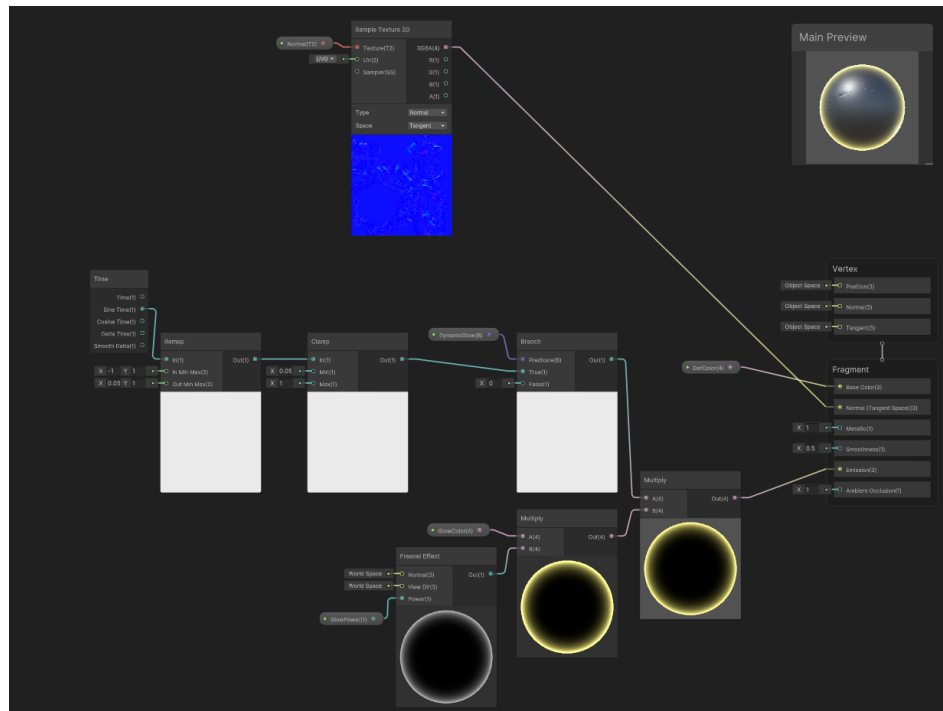 Sample Texture 2D
Main Preview
Normal(T2)
Texture(T2)
RGBA(4)
UV0
UV(2)
R(1)
Sampler(SS)
G(1)
B(1)
A(1)
Type
Normal
Space
Tangent
Time
Time(1)
Sine Time(1)
Cosine Time(1)
Delta Time(1)
Smooth Delta(1)
Remap
In(1)
Out(1)
X -1 Y 1
In Min Max(2)
X 0.05 Y 1
Out Min Max(2)
Clamp
In(1)
Out(1)
X 0.05
Min(1)
X 1
Max(1)
DynamicGlow(B)
Branch
Predicate(B)
Out(1)
True(1)
X 0
False(1)
Vertex
Object Space
Position(3)
Object Space
Normal(3)
Object Space
Tangent(3)
DefColor(4)
Fragment
Base Color(3)
Normal (Tangent Space)(3)
X 1
Metallic(1)
X 0.5
Smoothness(1)
Emission(3)
X 1
Ambient Occlusion(1)
Multiply
A(4)
Out(4)
B(4)
Multiply
GlowColor(4)
A(4)
Out(4)
B(4)
Fresnel Effect
World Space
Normal(3)
Out(1)
World Space
View Dir(3)
GlowPower(1)
Power(1)